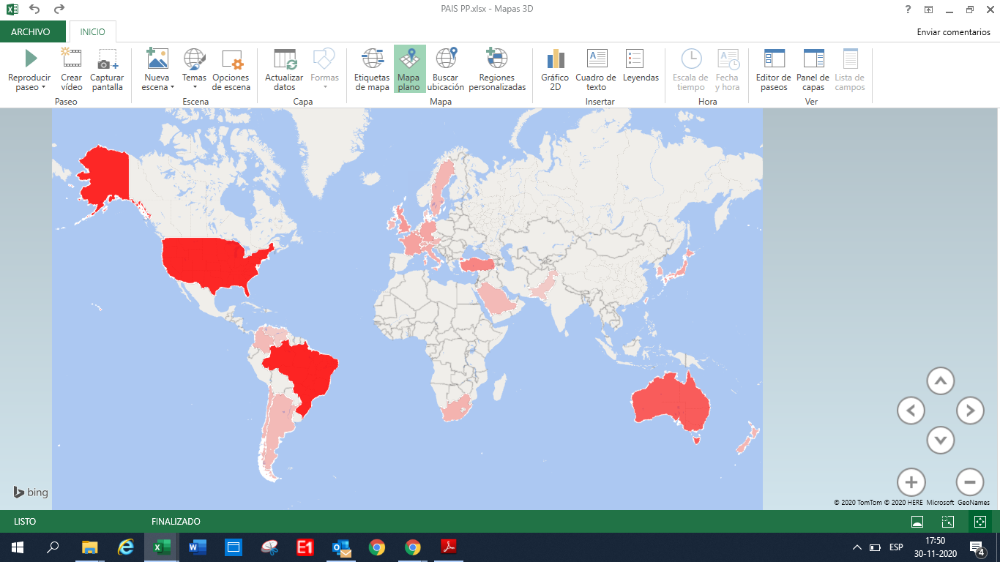 PAIS PP.xlsx - Mapas 3D
?
ARCHIVO
INICIO
Enviar comentarios
Reproducir
paseo
Crear
vídeo
Capturar
pantalla
Paseo
Nueva
escena
Temas
Opciones
de escena
Escena
Actualizar
datos
Formas
Capa
Etiquetas
de mapa
Mapa
plano
Buscar
ubicación
Regiones
personalizadas
Mapa
Gráfico
2D
Cuadro de
texto
Leyendas
Insertar
Escala de
tiempo
Fecha
y hora
Hora
Editor de
paseos
Panel de
capas
Lista de
campos
Ver
bing
© 2020 TomTom © 2020 HERE Microsoft GeoNames
LISTO
FINALIZADO
E1
ESP
17:50
30-11-2020
4